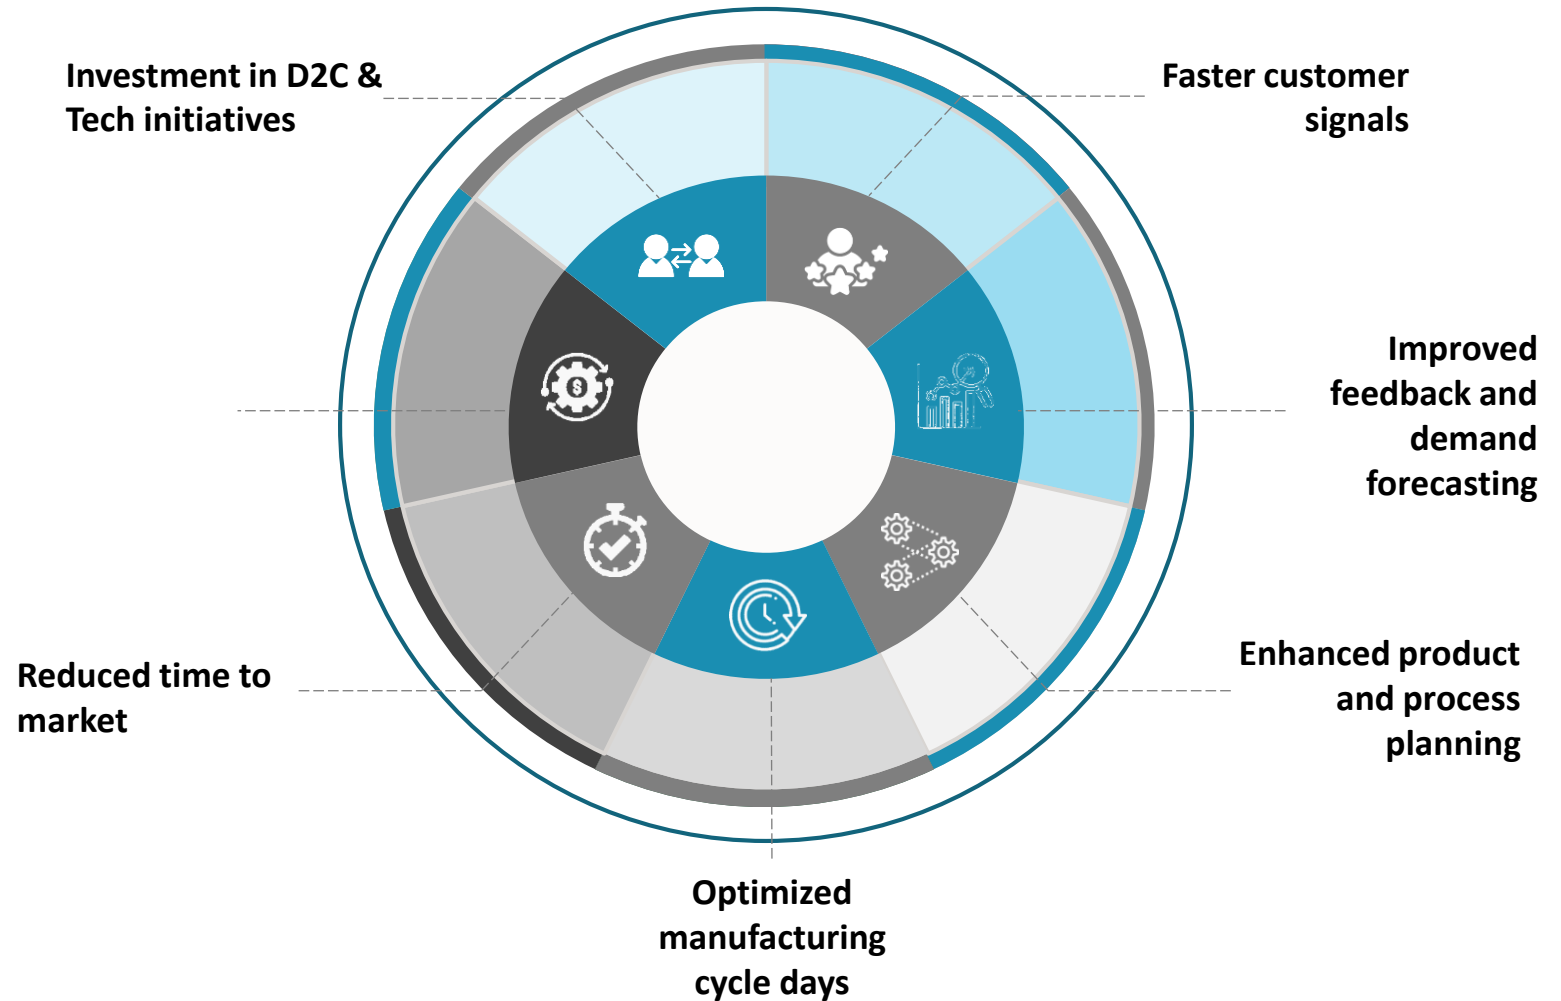 Investment in D2C &
Tech initiatives
Faster customer
signals
Improved
feedback and
demand
forecasting
Enhanced product
and process
planning
Optimized
manufacturing
cycle days
Reduced time to
market
$